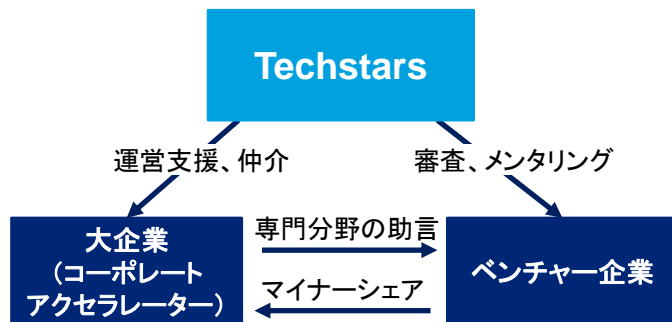 Techstars
運営支援、仲介
審査、メンタリング
大企業
（コーポレート
アクセラレーター）
専門分野の助言
マイナーシェア
ベンチャー企業